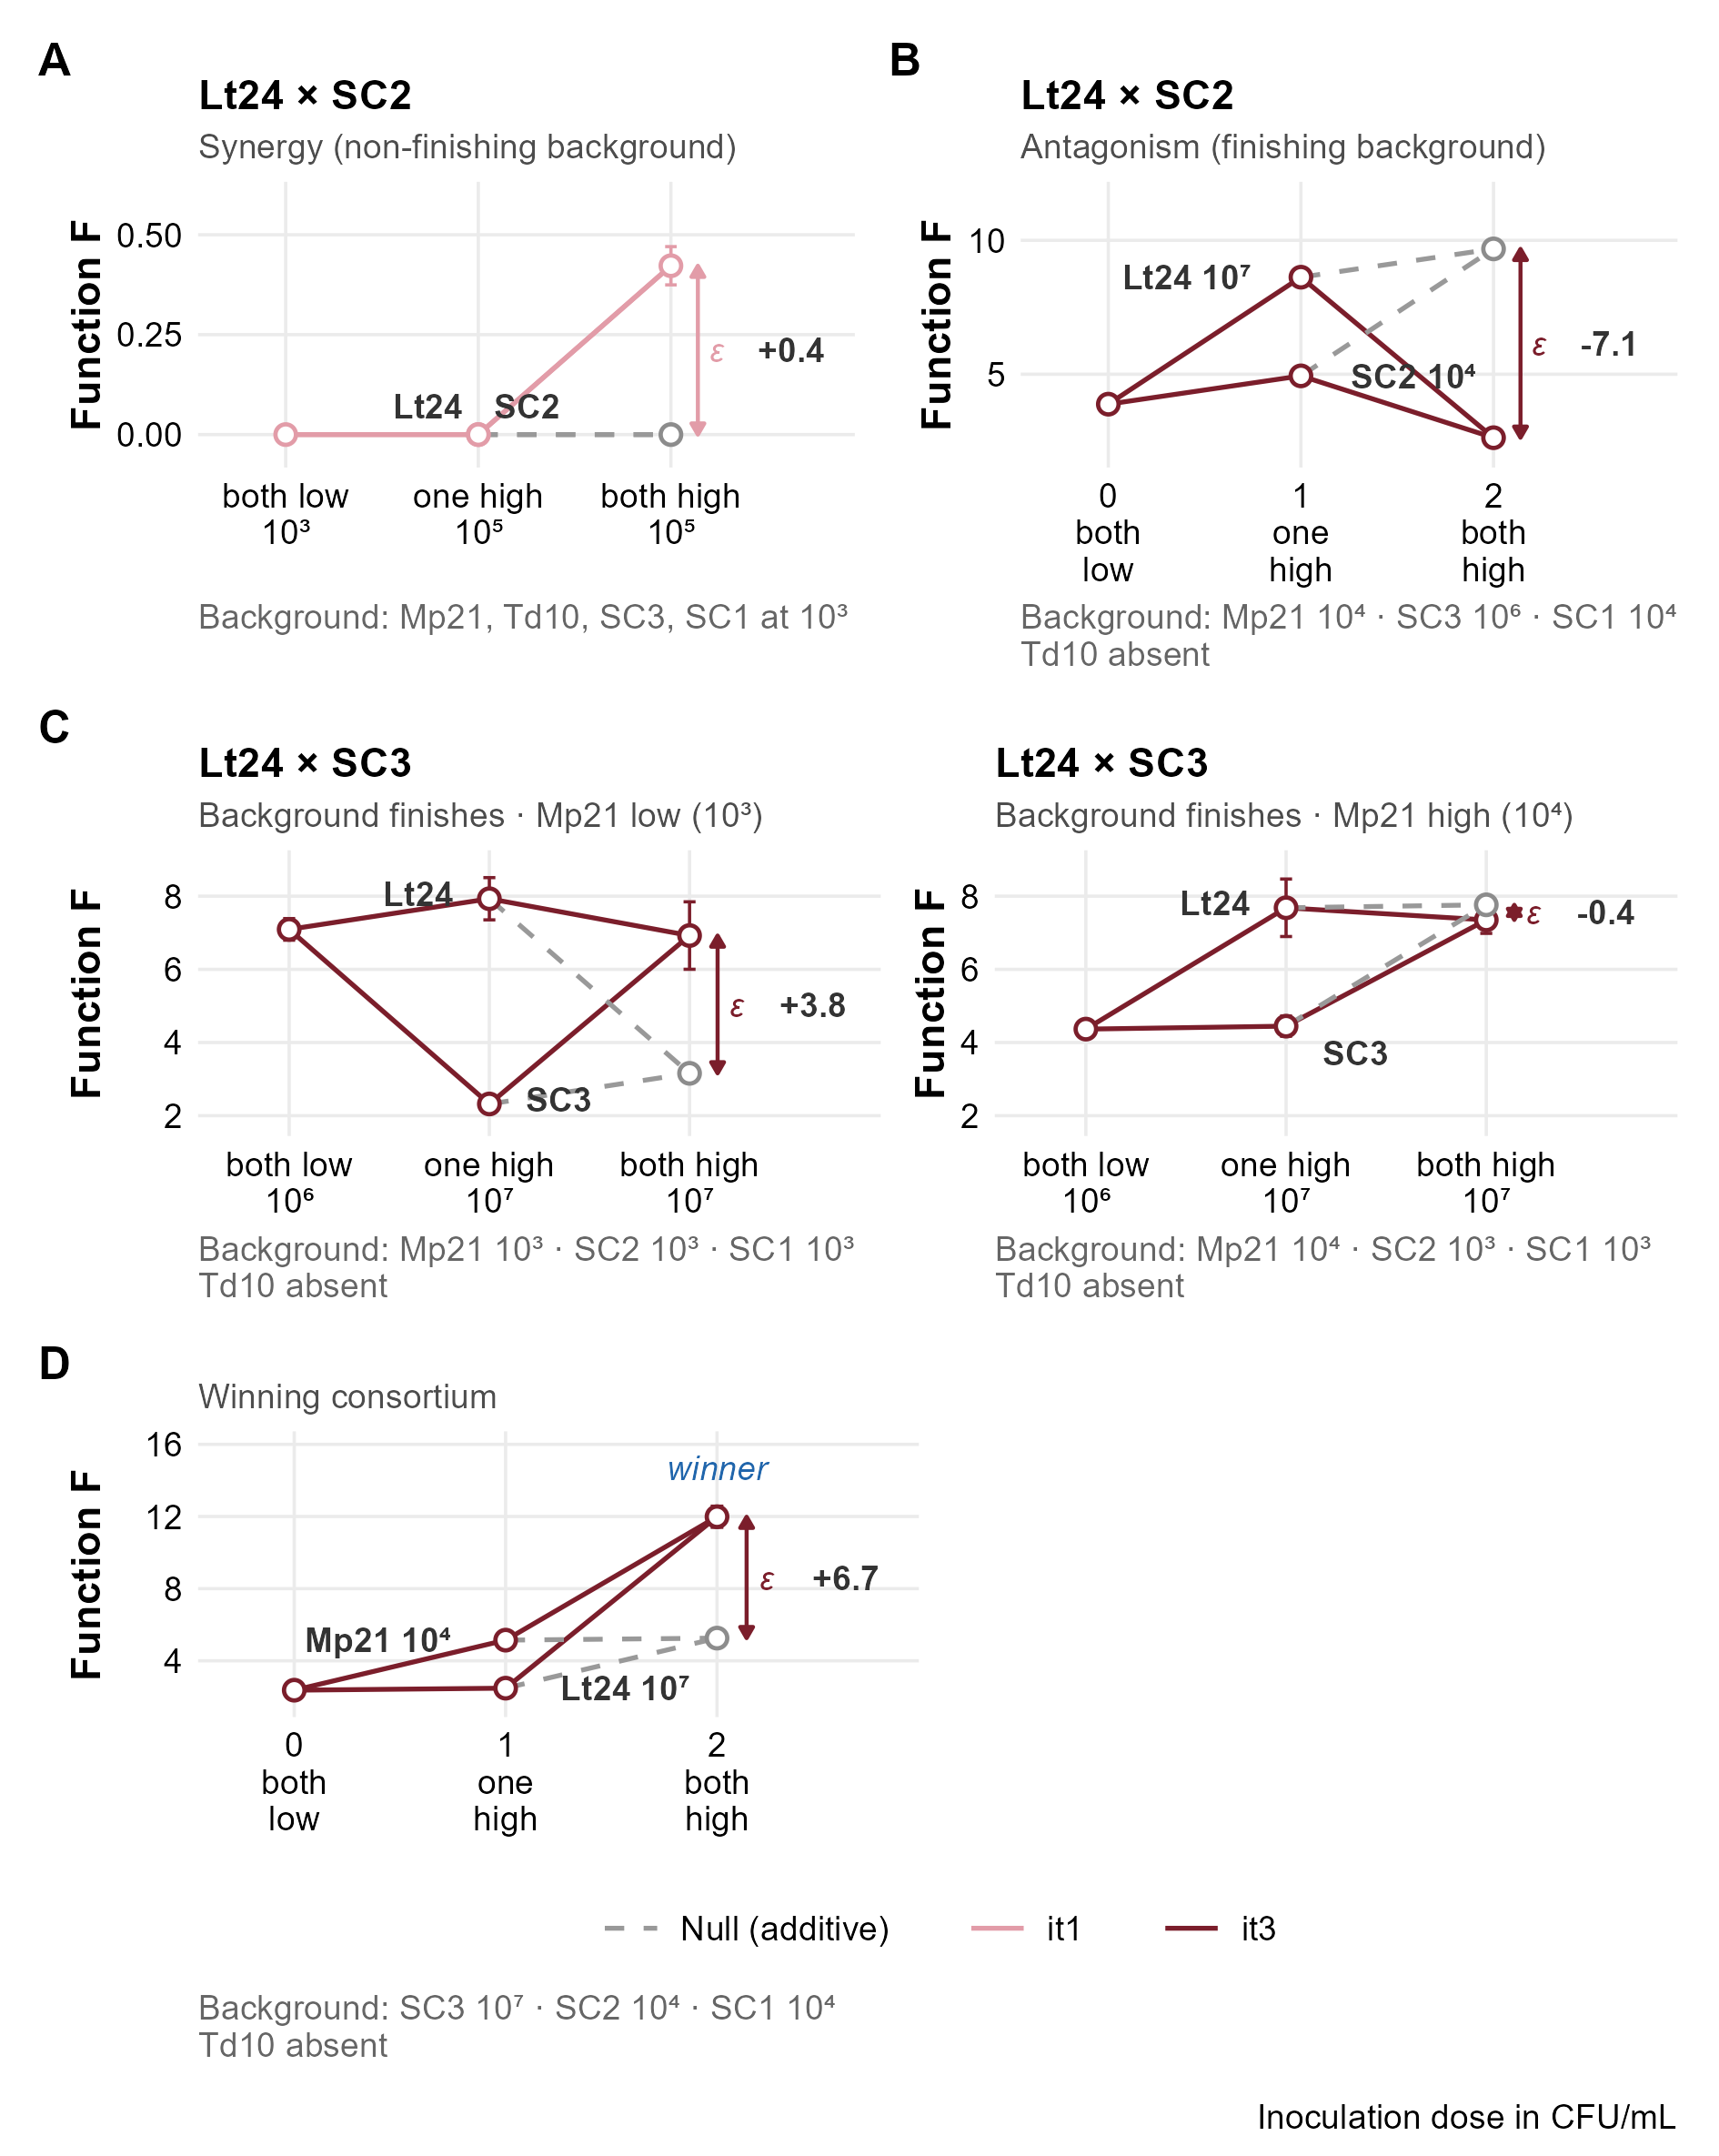 A
Lt24 × SC2
Synergy (non-finishing background)
Function F
0.50
0.25
0.00
Lt24
SC2
ε
+0.4
both low
10³
one high
10⁵
both high
10⁵
Background: Mp21, Td10, SC3, SC1 at 10³
B
Lt24 × SC2
Antagonism (finishing background)
Function F
10
5
Lt24 10⁷
SC2 10⁴
ε
-7.1
0
both
low
1
one
high
2
both
high
Background: Mp21 10⁴ · SC3 10⁶ · SC1 10⁴
Td10 absent
C
Lt24 × SC3
Background finishes · Mp21 low (10³)
Function F
8
6
4
2
Lt24
SC3
ε
+3.8
both low
10⁶
one high
10⁷
both high
10⁷
Background: Mp21 10³ · SC2 10³ · SC1 10³
Td10 absent
Lt24 × SC3
Background finishes · Mp21 high (10⁴)
Function F
8
6
4
2
Lt24
SC3
ε
-0.4
both low
10⁶
one high
10⁷
both high
10⁷
Background: Mp21 10⁴ · SC2 10³ · SC1 10³
Td10 absent
D
Winning consortium
Function F
16
12
8
4
winner
Mp21 10⁴
Lt24 10⁷
ε
+6.7
0
both
low
1
one
high
2
both
high
Null (additive)
it1
it3
Background: SC3 10⁷ · SC2 10⁴ · SC1 10⁴
Td10 absent
Inoculation dose in CFU/mL